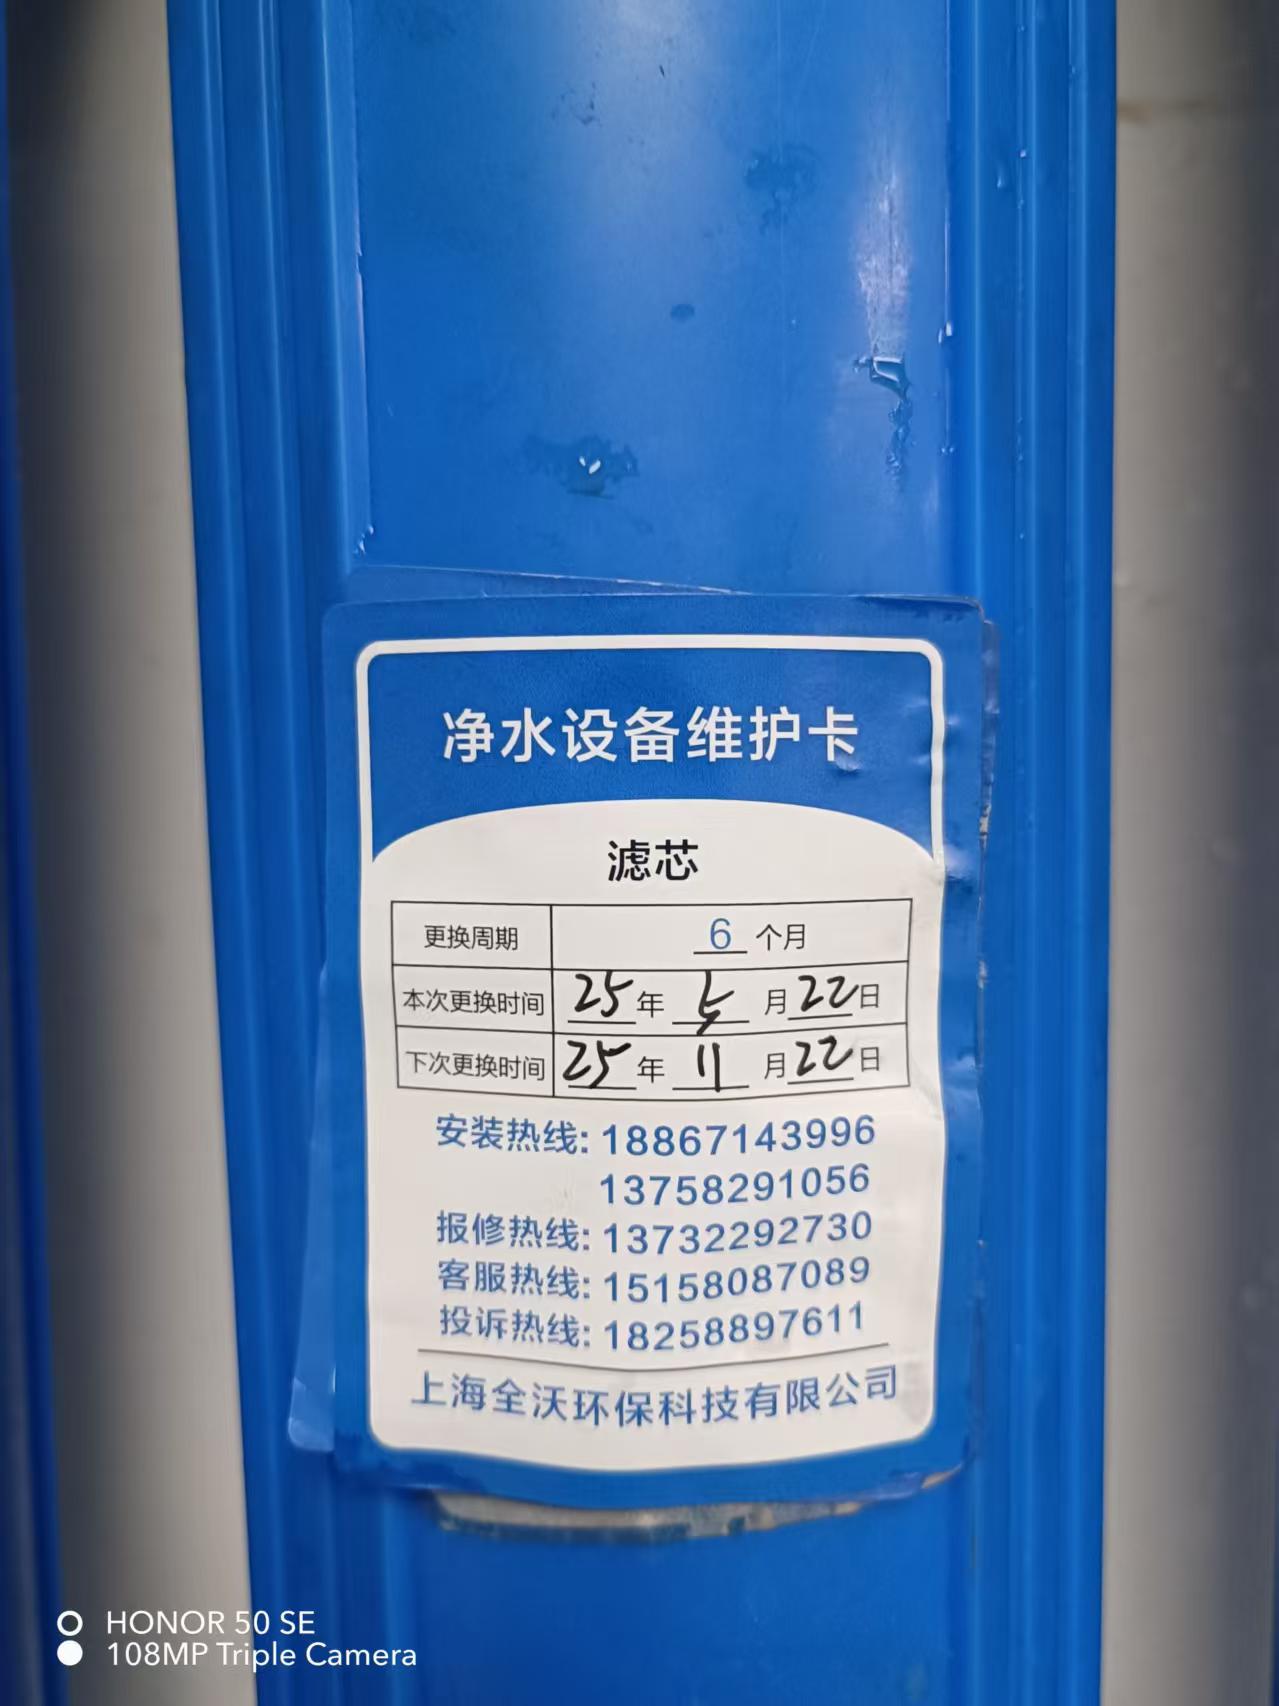 净水设备维护卡
滤芯
更换周期 6 个月
本次更换时间 25 年 5 月 22 日
下次更换时间 25 年 11 月 22 日
安装热线: 18867143996
13758291056
报修热线: 13732292730
客服热线: 15158087089
投诉热线: 18258897611
上海全沃环保科技有限公司
HONOR 50 SE
108MP Triple Camera